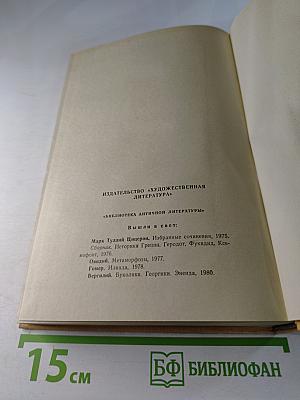 ИЗДАТЕЛЬСТВО «ХУДОЖЕСТВЕННАЯ
ЛИТЕРАТУРА»
«БИБЛИОТЕКА АНТИЧНОЙ ЛИТЕРАТУРЫ»
Вышли в свет:
Марк Туллий Цицерон. Избранные сочинения, 1975.
Сборник. Историки Греции. Геродот, Фукидид, Ксе-
нофонт, 1976.
Овидий. Метаморфозы, 1977.
Гомер. Илиада, 1978.
Вергилий. Буколики. Георгики. Энеида, 1980.
15 см
БФ БИБЛИОФАН